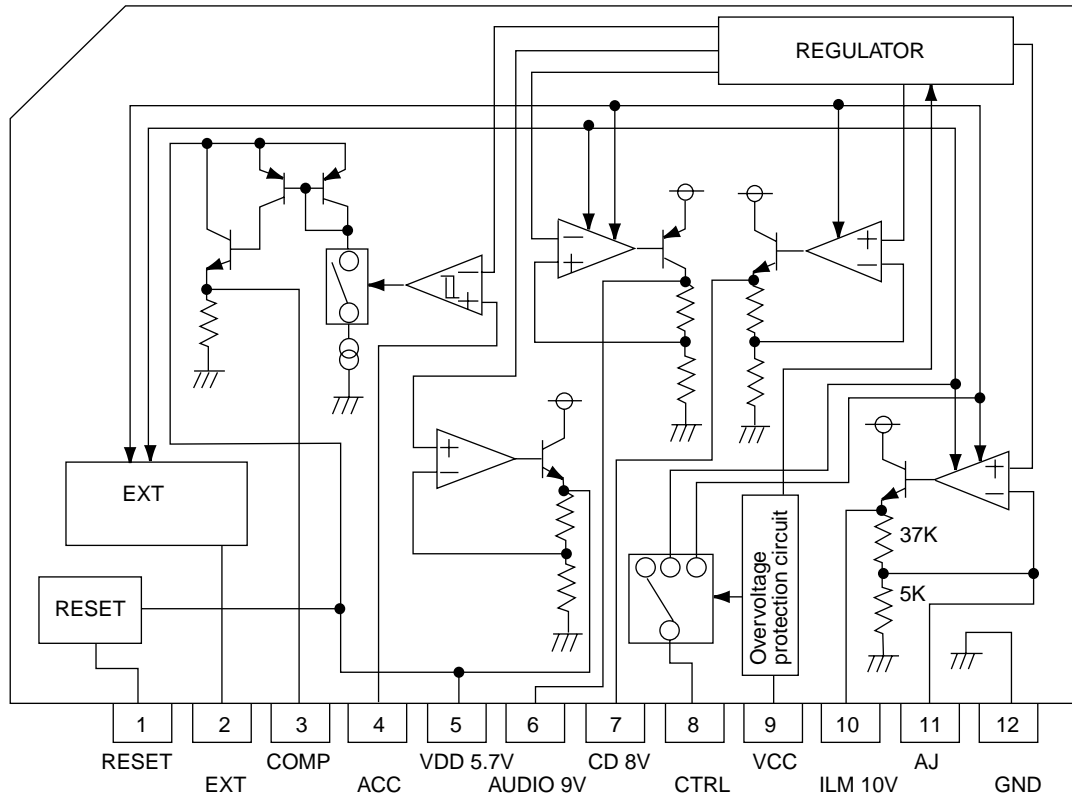 REGULATOR
−
+
+
−
−
+
+
−
EXT
+
−
37K
5K
RESET
Overvoltage
protection circuit
1
2
3
4
5
6
7
8
9
10
11
12
RESET
COMP
VDD 5.7V
CD 8V
VCC
AJ
EXT
ACC
AUDIO 9V
CTRL
ILM 10V
GND